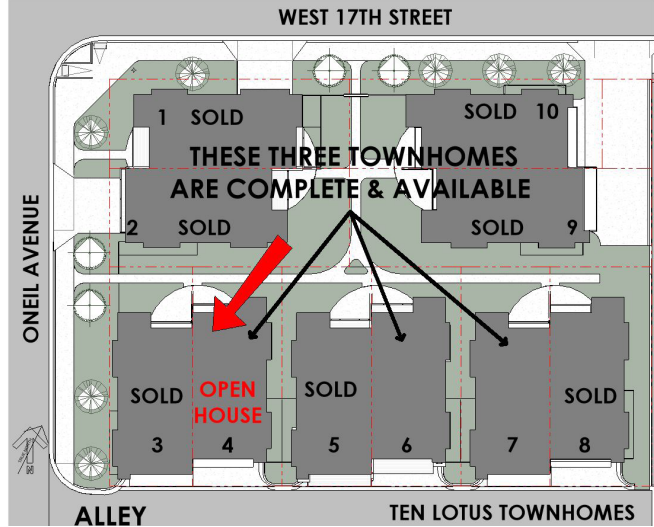 WEST 17TH STREET
1 SOLD
SOLD 10
THESE THREE TOWNHOMES
ARE COMPLETE & AVAILABLE
2 SOLD
SOLD 9
ONEIL AVENUE
SOLD
OPEN
HOUSE
SOLD
SOLD
3
4
5
6
7
8
N
ALLEY
TEN LOTUS TOWNHOMES